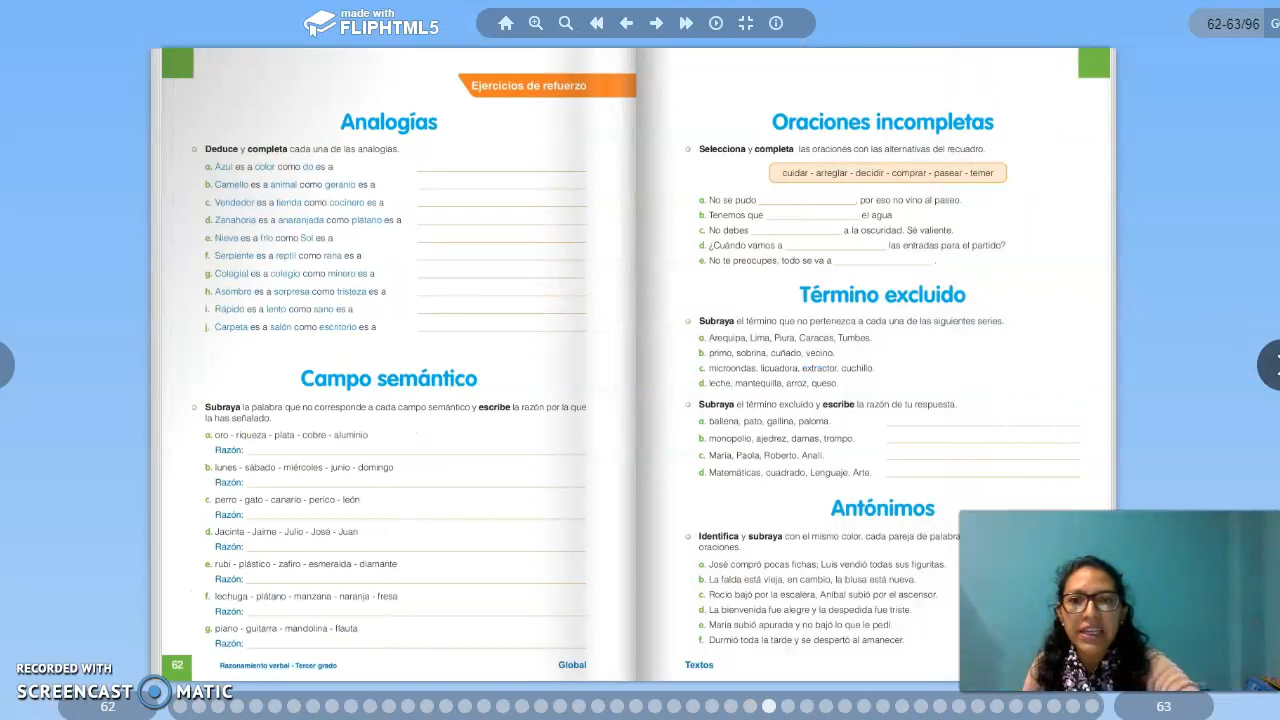 made with
FLIPHTML5
62-63/96
Ejercicios de refuerzo
Analogías
Deduce y completa cada una de las analogías.
a. Azul es a color como do es a
b. Camello es a animal como geranio es a
c. Vendedor es a tienda como cocinero es a
d. Zanahoria es a anaranjada como plátano es a
e. Nieve es a frío como Sol es a
f. Serpiente es a reptil como rana es a
g. Colegial es a colegio como minero es a
h. Asombro es a sorpresa como tristeza es a
i. Rápido es a lento como sano es a
j. Carpeta es a salón como escritorio es a
Campo semántico
Subraya la palabra que no corresponde a cada campo semántico y escribe la razón por la que
la has señalado.
a. oro - riqueza - plata - cobre - aluminio
Razón:
b. lunes - sábado - miércoles - junio - domingo
Razón:
c. perro - gato - canario - perico - león
Razón:
d. Jacinta - Jaime - Julio - José - Juan
Razón:
e. rubí - plástico - zafiro - esmeralda - diamante
Razón:
f. lechuga - plátano - manzana - naranja - fresa
Razón:
g. piano - guitarra - mandolina - flauta
Razón:
62
Razonamiento verbal - Tercer grado
Global
Oraciones incompletas
Selecciona y completa las oraciones con las alternativas del recuadro.
cuidar - arreglar - decidir - comprar - pasear - temer
a. No se pudo ____________, por eso no vino al paseo.
b. Tenemos que ____________ el agua
c. No debes ____________ a la oscuridad. Sé valiente.
d. ¿Cuándo vamos a ____________ las entradas para el partido?
e. No te preocupes, todo se va a ____________ .
Término excluido
Subraya el término que no pertenezca a cada una de las siguientes series.
a. Arequipa, Lima, Piura, Caracas, Tumbes.
b. primo, sobrina, cuñado, vecino.
c. microondas, licuadora, extractor, cuchillo.
d. leche, mantequilla, arroz, queso.
Subraya el término excluido y escribe la razón de tu respuesta.
a. ballena, pato, gallina, paloma.
b. monopolio, ajedrez, damas, trompo.
c. María, Paola, Roberto, Analí.
d. Matemáticas, cuadrado, Lenguaje, Arte.
Antónimos
Identifica y subraya con el mismo color, cada pareja de palabra
oraciones.
a. José compró pocas fichas; Luis vendió todas sus figuritas.
b. La falda está vieja, en cambio, la blusa está nueva.
c. Rocío bajó por la escalera, Aníbal subió por el ascensor.
d. La bienvenida fue alegre y la despedida fue triste.
e. María subió apurada y no bajó lo que le pedí.
f. Durmió toda la tarde y se despertó al amanecer.
Textos
RECORDED WITH
SCREENCAST MATIC
62
63